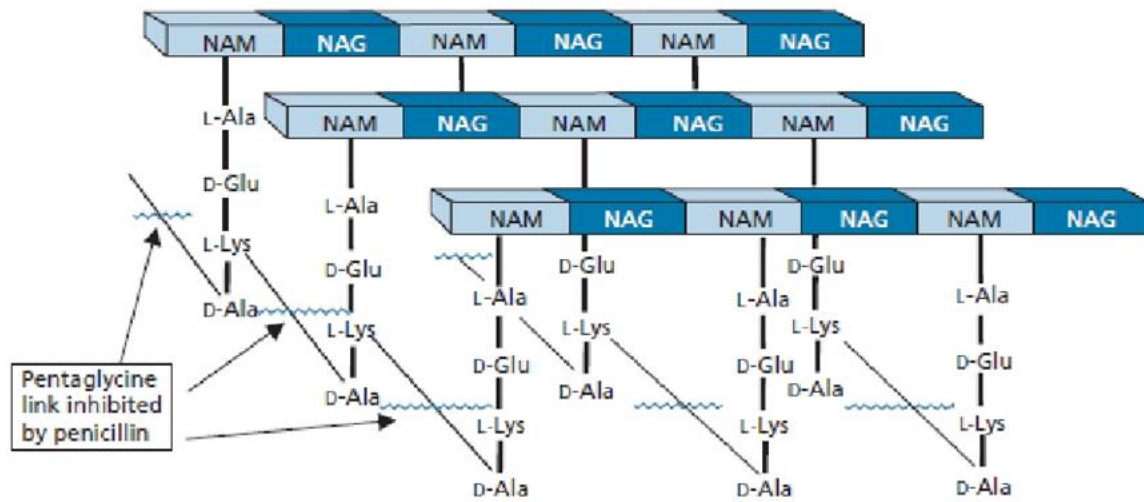 NAM NAG NAM NAG NAM NAG
L-Ala
NAM NAG NAM NAG NAM NAG
D-Glu
L-Ala
NAM NAG NAM NAG NAM NAG
L-Lys
D-Glu
D-Glu
D-Glu
L-Ala
L-Ala
L-Ala
D-Ala
L-Lys
L-Lys
L-Lys
D-Glu
D-Glu
D-Glu
Pentaglycine
link inhibited
by penicillin
D-Ala
D-Ala
D-Ala
L-Lys
L-Lys
L-Lys
D-Ala
D-Ala
D-Ala